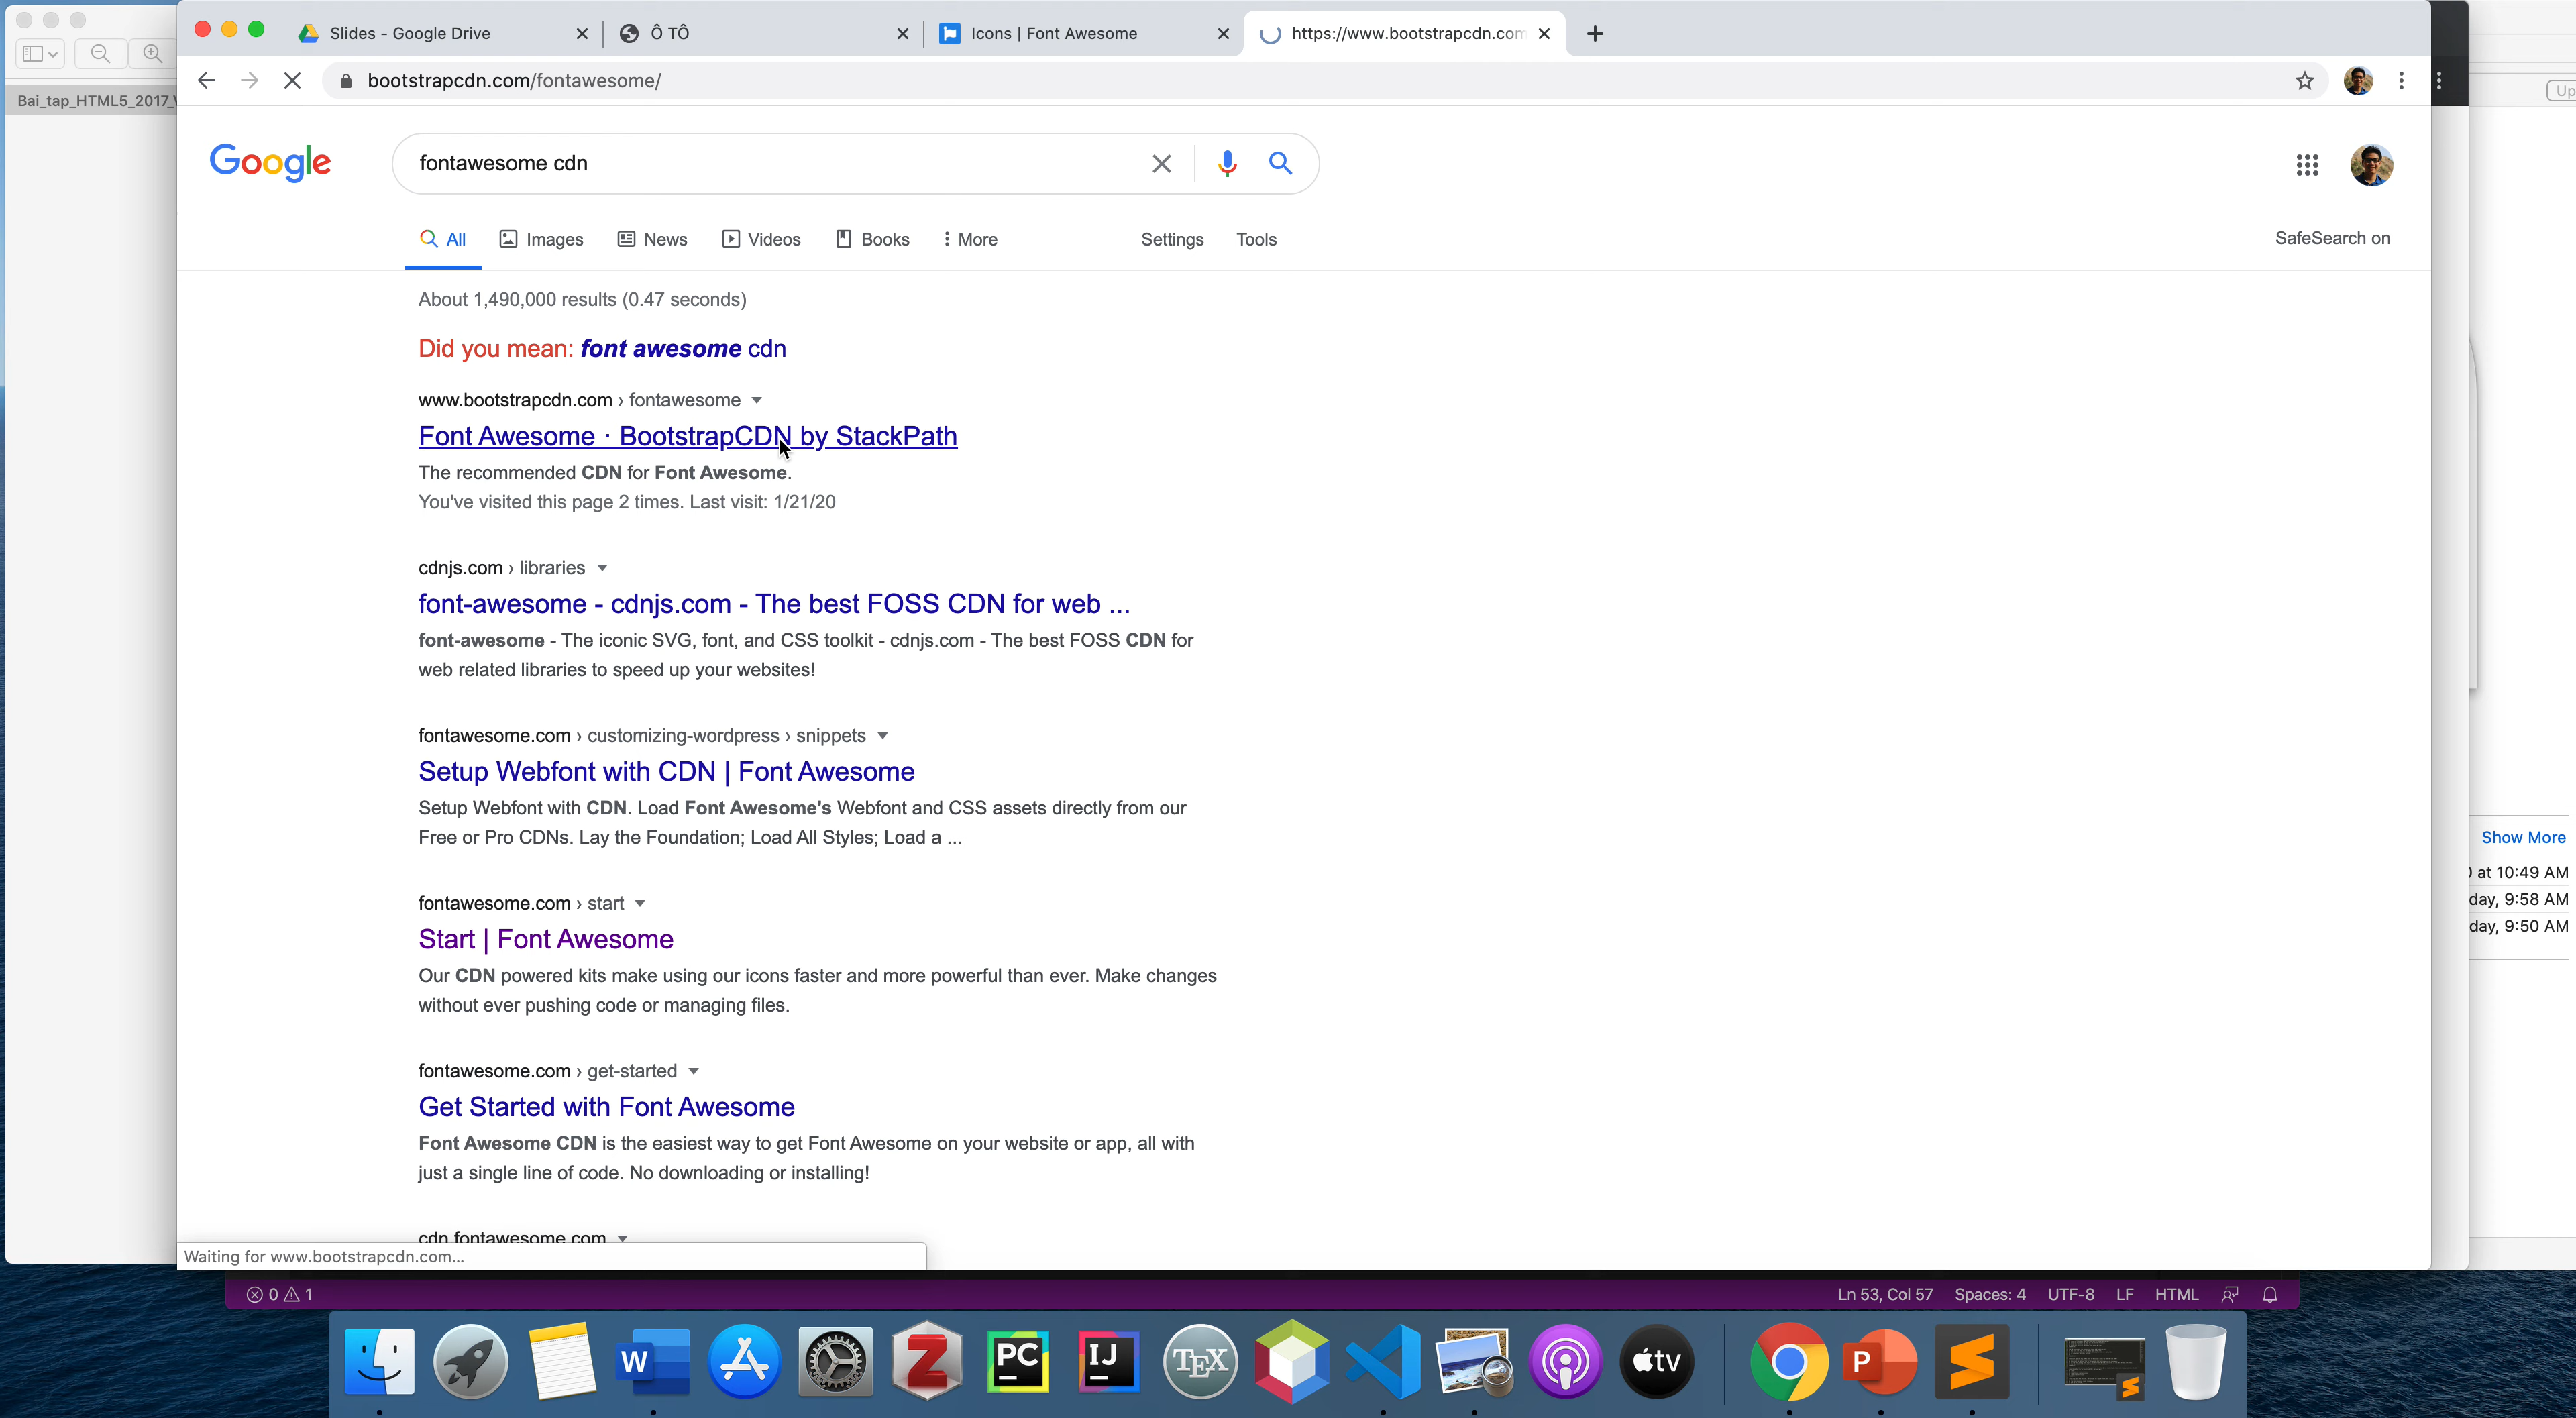 Slides - Google Drive
Ô TÔ
Icons | Font Awesome
https://www.bootstrapcdn.com
bootstrapcdn.com/fontawesome/
Bai_tap_HTML5_2017_
Up
Google
fontawesome cdn
All
Images
News
Videos
Books
More
Settings
Tools
SafeSearch on
About 1,490,000 results (0.47 seconds)
Did you mean: font awesome cdn
www.bootstrapcdn.com › fontawesome
Font Awesome · BootstrapCDN by StackPath
The recommended CDN for Font Awesome.
You've visited this page 2 times. Last visit: 1/21/20
cdnjs.com › libraries
font-awesome - cdnjs.com - The best FOSS CDN for web ...
font-awesome - The iconic SVG, font, and CSS toolkit - cdnjs.com - The best FOSS CDN for
web related libraries to speed up your websites!
fontawesome.com › customizing-wordpress › snippets
Setup Webfont with CDN | Font Awesome
Setup Webfont with CDN. Load Font Awesome's Webfont and CSS assets directly from our
Free or Pro CDNs. Lay the Foundation; Load All Styles; Load a ...
Show More
at 10:49 AM
day, 9:58 AM
day, 9:50 AM
fontawesome.com › start
Start | Font Awesome
Our CDN powered kits make using our icons faster and more powerful than ever. Make changes
without ever pushing code or managing files.
fontawesome.com › get-started
Get Started with Font Awesome
Font Awesome CDN is the easiest way to get Font Awesome on your website or app, all with
just a single line of code. No downloading or installing!
cdn.fontawesome.com
Waiting for www.bootstrapcdn.com...
0
1
Ln 53, Col 57
Spaces: 4
UTF-8
LF
HTML
W
Z
PC
IJ
TEX
tv
P